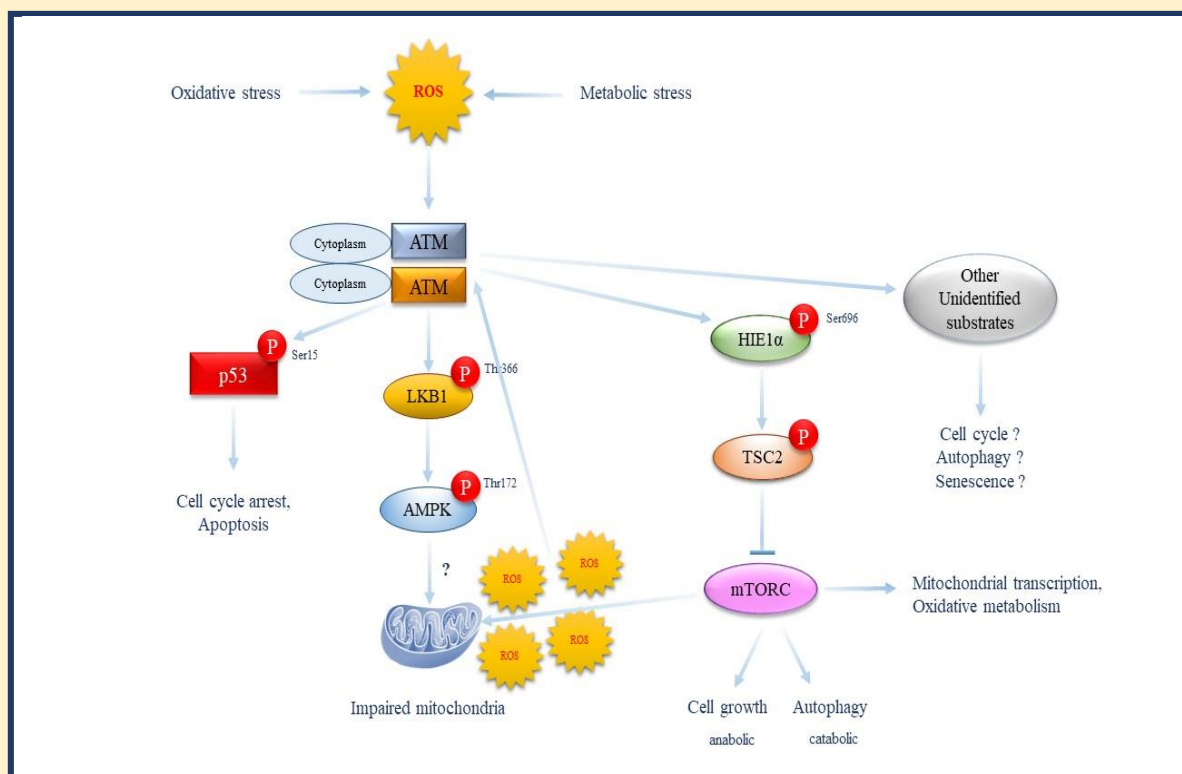 Oxidative stress
ROS
Metabolic stress
Cytoplasm
ATM
Cytoplasm
ATM
Other
Unidentified
substrates
P
Ser15
p53
P
Thr366
LKB1
P
Ser696
HIE1α
P
TSC2
Cell cycle ?
Autophagy ?
Senescence ?
Cell cycle arrest,
Apoptosis
P
Thr172
AMPK
?
ROS
ROS
ROS
ROS
mTORC
Mitochondrial transcription,
Oxidative metabolism
Impaired mitochondria
Cell growth
anabolic
Autophagy
catabolic